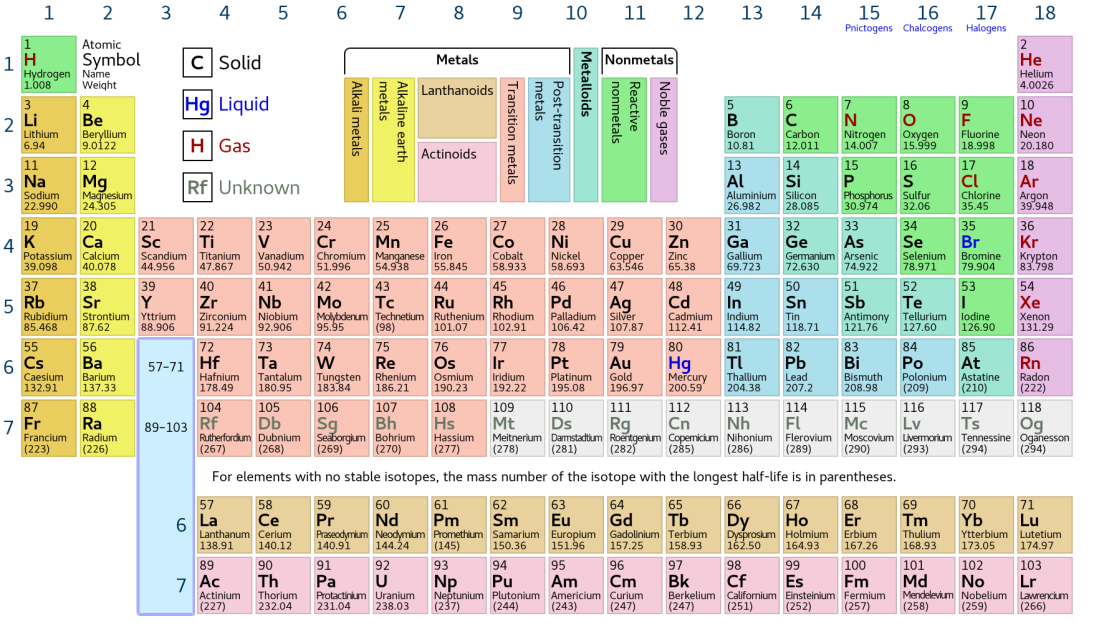 1 2 3 4 5 6 7 8 9 10 11 12 13 14 15 16 17 18
Pnictogens Chalcogens Halogens
1
1
H
Hydrogen
1.008
Atomic
Symbol
Name
Weight
C Solid
Hg Liquid
H Gas
Rf Unknown
Metals
Metalloids
Nonmetals
Alkali metals
Alkaline earth
metals
Lanthanoids
Actinoids
Transition metals
Post-transition
metals
Reactive
nonmetals
Noble gases
2
He
Helium
4.0026
2
3 4 5 6 7 8 9 10
Li Be B C N O F Ne
Lithium Beryllium Boron Carbon Nitrogen Oxygen Fluorine Neon
6.94 9.0122 10.81 12.011 14.007 15.999 18.998 20.180
3
11 12 13 14 15 16 17 18
Na Mg Al Si P S Cl Ar
Sodium Magnesium Aluminium Silicon Phosphorus Sulfur Chlorine Argon
22.990 24.305 26.982 28.085 30.974 32.06 35.45 39.948
4
19 20 21 22 23 24 25 26 27 28 29 30 31 32 33 34 35 36
K Ca Sc Ti V Cr Mn Fe Co Ni Cu Zn Ga Ge As Se Br Kr
Potassium Calcium Scandium Titanium Vanadium Chromium Manganese Iron Cobalt Nickel Copper Zinc Gallium Germanium Arsenic Selenium Bromine Krypton
39.098 40.078 44.956 47.867 50.942 51.996 54.938 55.845 58.933 58.693 63.546 65.38 69.723 72.630 74.922 78.971 79.904 83.798
5
37 38 39 40 41 42 43 44 45 46 47 48 49 50 51 52 53 54
Rb Sr Y Zr Nb Mo Tc Ru Rh Pd Ag Cd In Sn Sb Te I Xe
Rubidium Strontium Yttrium Zirconium Niobium Molybdenum Technetium Ruthenium Rhodium Palladium Silver Cadmium Indium Tin Antimony Tellurium Iodine Xenon
85.468 87.62 88.906 91.224 92.906 95.95 (98) 101.07 102.91 106.42 107.87 112.41 114.82 118.71 121.76 127.60 126.90 131.29
6
55 56 72 73 74 75 76 77 78 79 80 81 82 83 84 85 86
Cs Ba 57–71 Hf Ta W Re Os Ir Pt Au Hg Tl Pb Bi Po At Rn
Caesium Barium Hafnium Tantalum Tungsten Rhenium Osmium Iridium Platinum Gold Mercury Thallium Lead Bismuth Polonium Astatine Radon
132.91 137.33 178.49 180.95 183.84 186.21 190.23 192.22 195.08 196.97 200.59 204.38 207.2 208.98 (209) (210) (222)
7
87 88 104 105 106 107 108 109 110 111 112 113 114 115 116 117 118
Fr Ra 89–103 Rf Db Sg Bh Hs Mt Ds Rg Cn Nh Fl Mc Lv Ts Og
Francium Radium Rutherfordium Dubnium Seaborgium Bohrium Hassium Meitnerium Darmstadtium Roentgenium Copernicium Nihonium Flerovium Moscovium Livermorium Tennessine Oganesson
(223) (226) (267) (268) (269) (270) (277) (278) (281) (282) (285) (286) (289) (290) (293) (294) (294)
For elements with no stable isotopes, the mass number of the isotope with the longest half-life is in parentheses.
6
57 58 59 60 61 62 63 64 65 66 67 68 69 70 71
La Ce Pr Nd Pm Sm Eu Gd Tb Dy Ho Er Tm Yb Lu
Lanthanum Cerium Praseodymium Neodymium Promethium Samarium Europium Gadolinium Terbium Dysprosium Holmium Erbium Thulium Ytterbium Lutetium
138.91 140.12 140.91 144.24 (145) 150.36 151.96 157.25 158.93 162.50 164.93 167.26 168.93 173.05 174.97
7
89 90 91 92 93 94 95 96 97 98 99 100 101 102 103
Ac Th Pa U Np Pu Am Cm Bk Cf Es Fm Md No Lr
Actinium Thorium Protactinium Uranium Neptunium Plutonium Americium Curium Berkelium Californium Einsteinium Fermium Mendelevium Nobelium Lawrencium
(227) 232.04 231.04 238.03 (237) (244) (243) (247) (247) (251) (252) (257) (258) (259) (266)